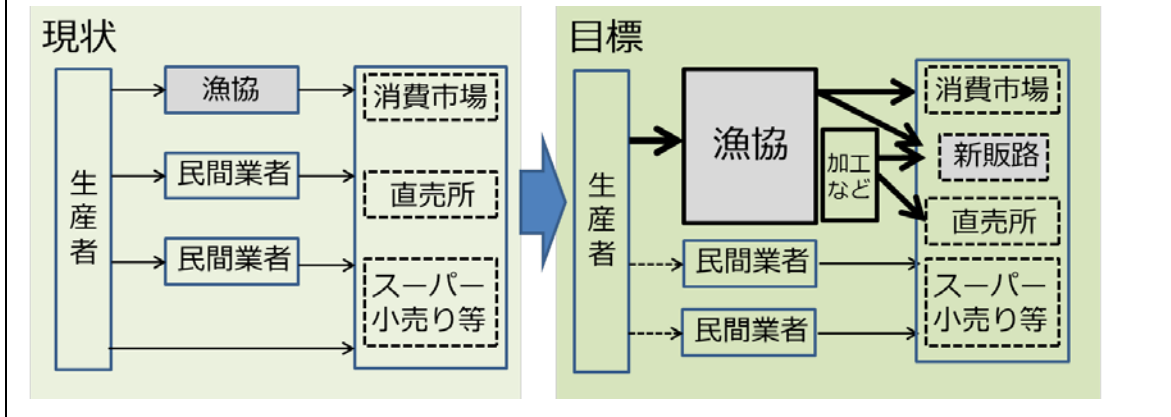 現状
生産者
漁協
民間業者
民間業者
消費市場
直売所
スーパー
小売り等
目標
生産者
漁協
加工
など
民間業者
民間業者
消費市場
新販路
直売所
スーパー
小売り等